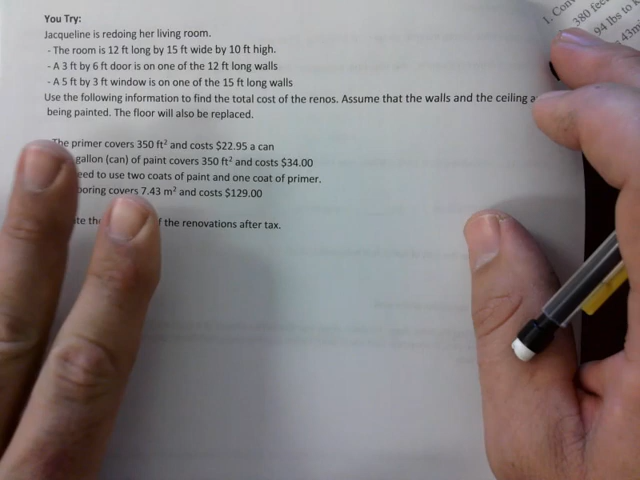 You Try:
Jacqueline is redoing her living room.
- The room is 12 ft long by 15 ft wide by 10 ft high.
- A 3 ft by 6 ft door is on one of the 12 ft long walls
- A 5 ft by 3 ft window is on one of the 15 ft long walls
Use the following information to find the total cost of the renos. Assume that the walls and the ceiling
being painted. The floor will also be replaced.
The primer covers 350 ft² and costs $22.95 a can
gallon (can) of paint covers 350 ft² and costs $34.00
to use two coats of paint and one coat of primer.
covers 7.43 m² and costs $129.00
the renovations after tax.
1.
380
94 lbs to
43m